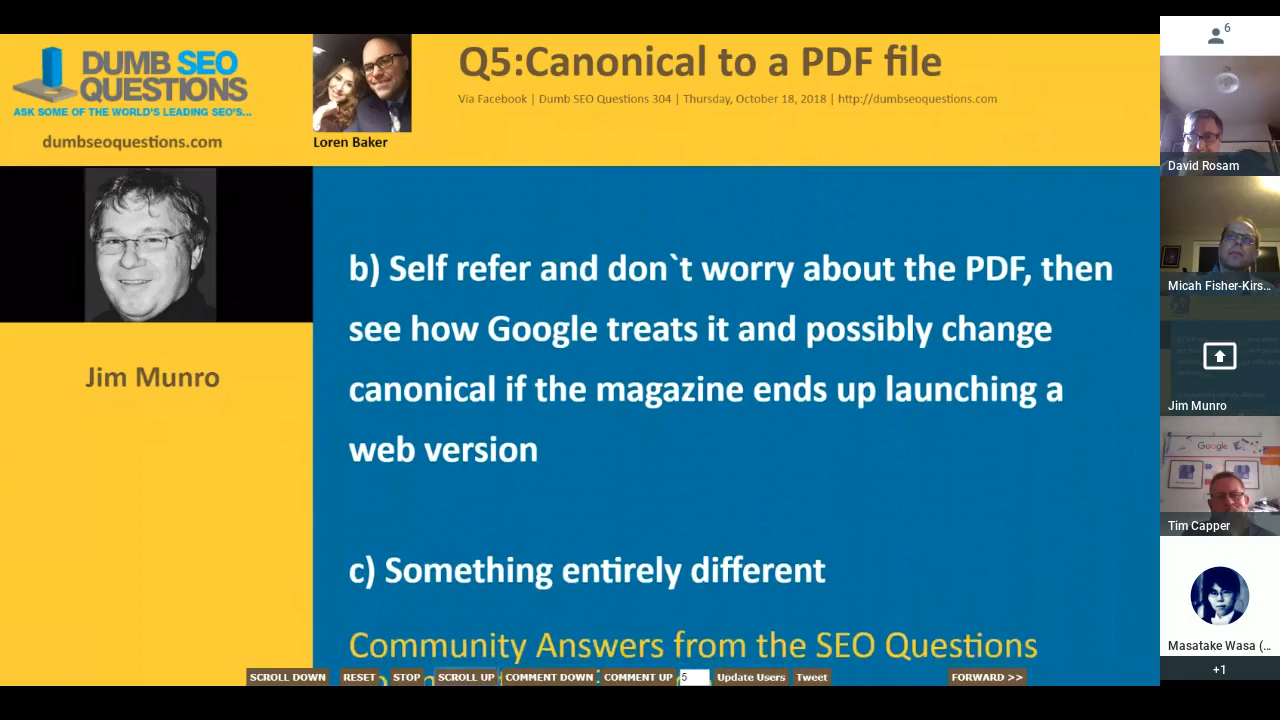 DUMB SEO
QUESTIONS
ASK SOME OF THE WORLD'S LEADING SEO'S...
dumbseoquestions.com
Loren Baker
Q5:Canonical to a PDF file
Via Facebook | Dumb SEO Questions 304 | Thursday, October 18, 2018 | http://dumbseoquestions.com
Jim Munro
b) Self refer and don`t worry about the PDF, then
see how Google treats it and possibly change
canonical if the magazine ends up launching a
web version
c) Something entirely different
Community Answers from the SEO Questions
SCROLL DOWN RESET STOP SCROLL UP COMMENT DOWN COMMENT UP 5 Update Users Tweet FORWARD >>
6
David Rosam
Micah Fisher-Kirs...
Jim Munro
Google
Tim Capper
Masatake Wasa (...
+1